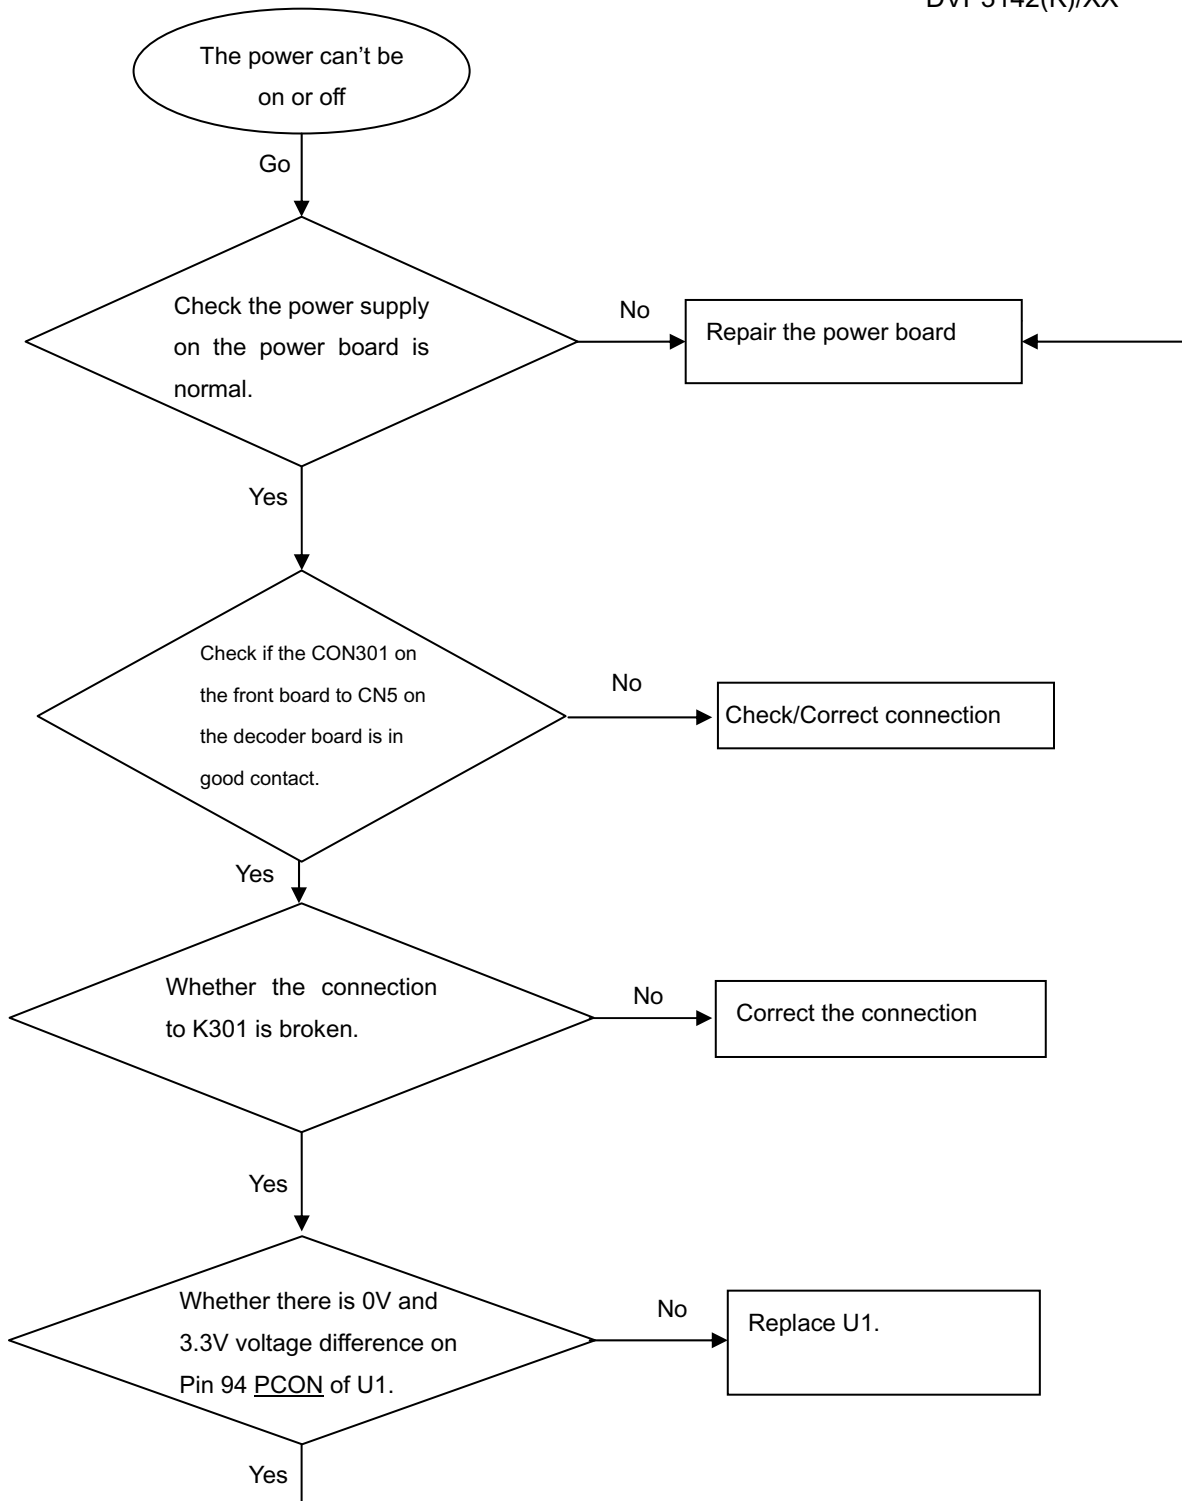 DVP3142(K)/XX
The power can’t be
on or off
Go
Check the power supply
on the power board is
normal.
No
Repair the power board
Yes
Check if the CON301 on
the front board to CN5 on
the decoder board is in
good contact.
No
Check/Correct connection
Yes
Whether the connection
to K301 is broken.
No
Correct the connection
Yes
Whether there is 0V and
3.3V voltage difference on
Pin 94 PCON of U1.
No
Replace U1.
Yes